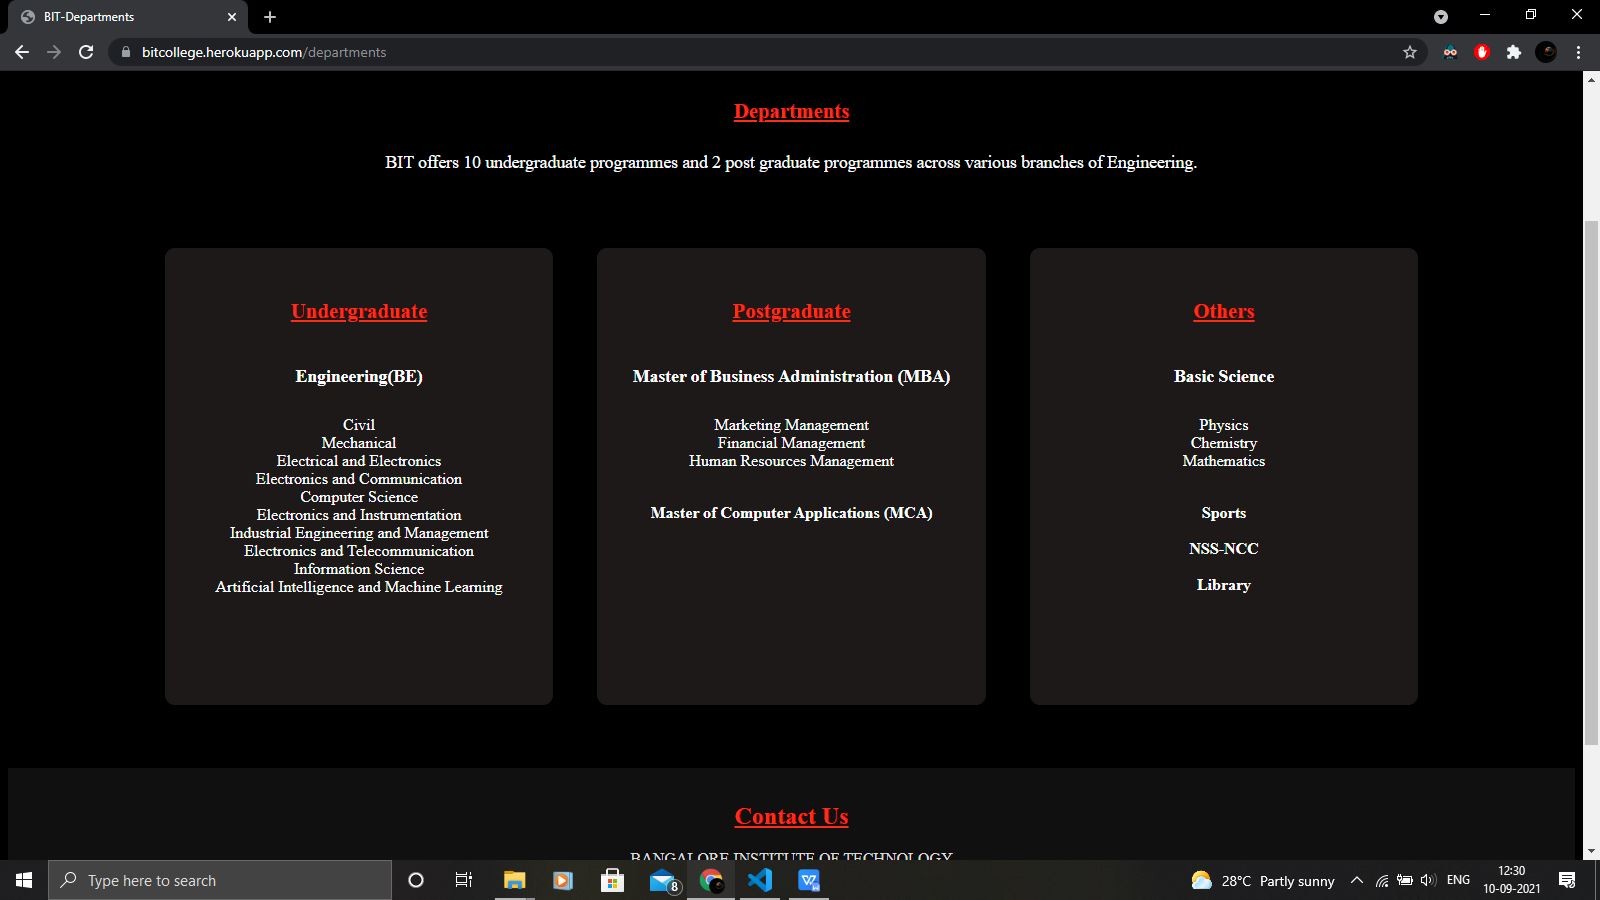 BIT-Departments
bitcollege.herokuapp.com/departments
Departments
BIT offers 10 undergraduate programmes and 2 post graduate programmes across various branches of Engineering.
Undergraduate
Engineering(BE)
Civil
Mechanical
Electrical and Electronics
Electronics and Communication
Computer Science
Electronics and Instrumentation
Industrial Engineering and Management
Electronics and Telecommunication
Information Science
Artificial Intelligence and Machine Learning
Postgraduate
Master of Business Administration (MBA)
Marketing Management
Financial Management
Human Resources Management
Master of Computer Applications (MCA)
Others
Basic Science
Physics
Chemistry
Mathematics
Sports
NSS-NCC
Library
Contact Us
BANGALORE INSTITUTE OF TECHNOLOGY
Type here to search
8
28°C Partly sunny
ENG
12:30
10-09-2021